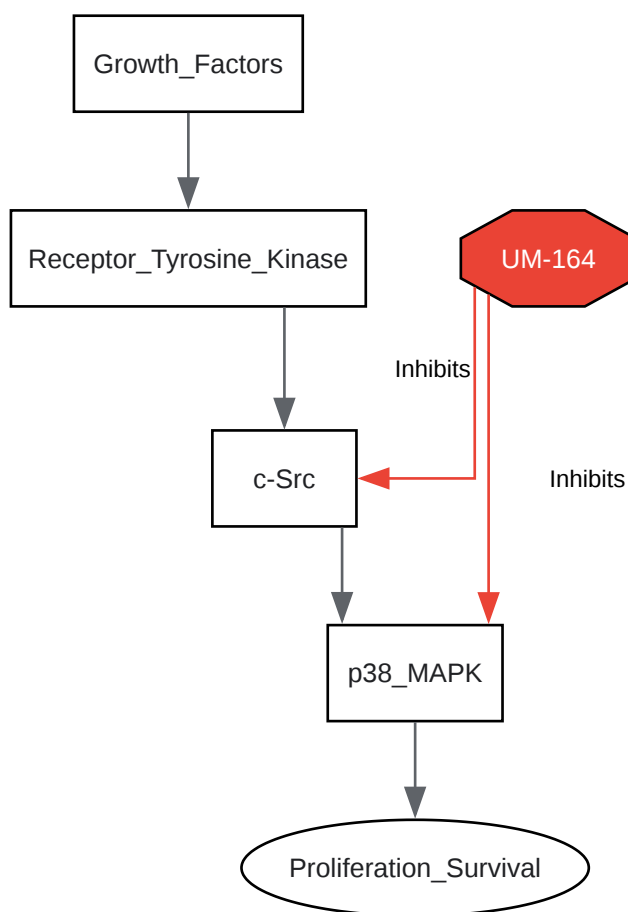 Growth_Factors
Receptor_Tyrosine_Kinase
UM-164
Inhibits
c-Src
Inhibits
p38_MAPK
Proliferation_Survival